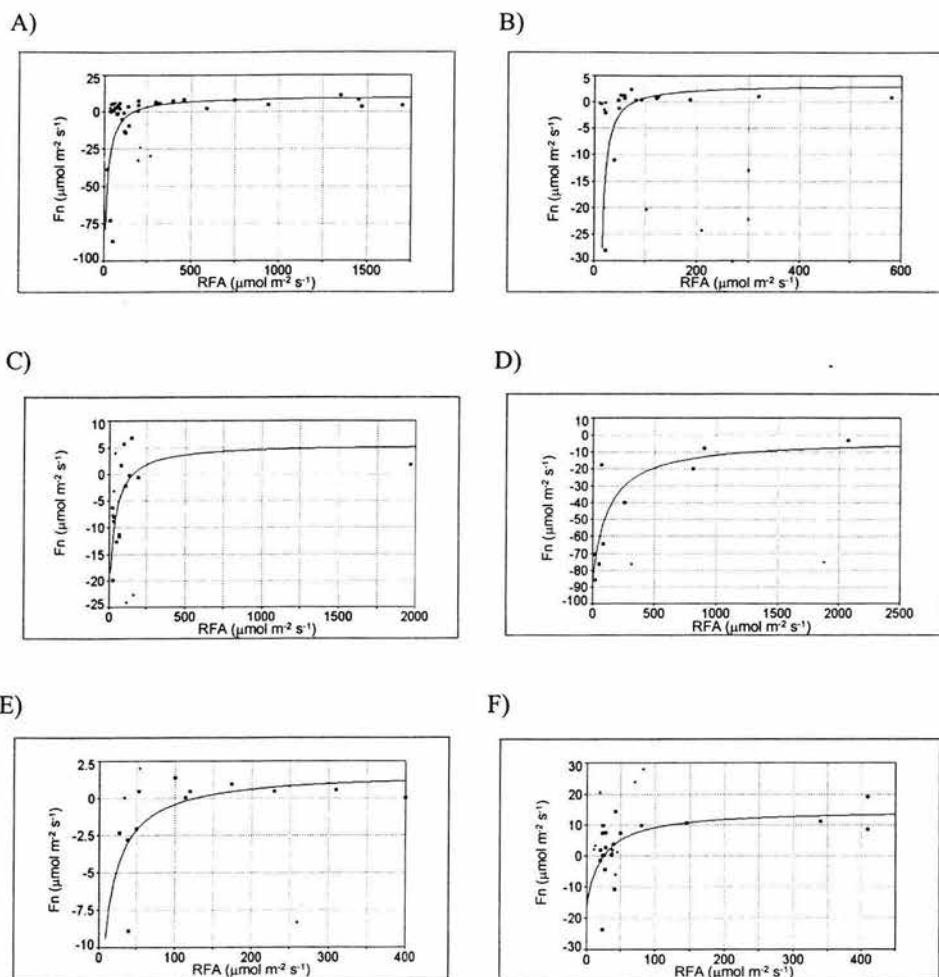 A)
25
0
-25
-50
-75
-100
Fn (µmol m⁻² s⁻¹)
0 500 1000 1500
RFA (µmol m⁻² s⁻¹)
B)
5
0
-5
-10
-15
-20
-25
-30
Fn (µmol m⁻² s⁻¹)
0 200 400 600
RFA (µmol m⁻² s⁻¹)
C)
10
5
0
-5
-10
-15
-20
-25
Fn (µmol m⁻² s⁻¹)
0 250 500 750 1000 1250 1500 1750 2000
RFA (µmol m⁻² s⁻¹)
D)
10
0
-10
-20
-30
-40
-50
-60
-70
-80
-90
-100
Fn (µmol m⁻² s⁻¹)
0 500 1000 1500 2000 2500
RFA (µmol m⁻² s⁻¹)
E)
2.5
0
-2.5
-5
-7.5
-10
Fn (µmol m⁻² s⁻¹)
0 100 200 300 400
RFA (µmol m⁻² s⁻¹)
F)
30
20
10
0
-10
-20
-30
Fn (µmol m⁻² s⁻¹)
0 100 200 300 400
RFA (µmol m⁻² s⁻¹)